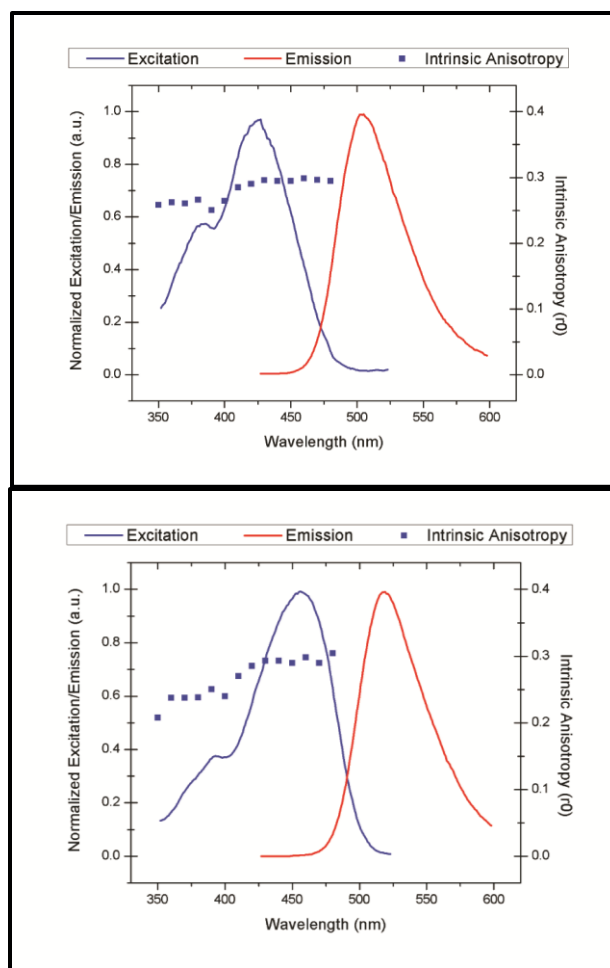 Excitation Emission Intrinsic Anisotropy
Normalized Excitation/Emission (a.u.)
1.0
0.8
0.6
0.4
0.2
0.0
0.4
0.3
0.2
0.1
0.0
Intrinsic Anisotropy (r0)
350 400 450 500 550 600
Wavelength (nm)
Excitation Emission Intrinsic Anisotropy
Normalized Excitation/Emission (a.u.)
1.0
0.8
0.6
0.4
0.2
0.0
0.4
0.3
0.2
0.1
0.0
Intrinsic Anisotropy (r0)
350 400 450 500 550 600
Wavelength (nm)